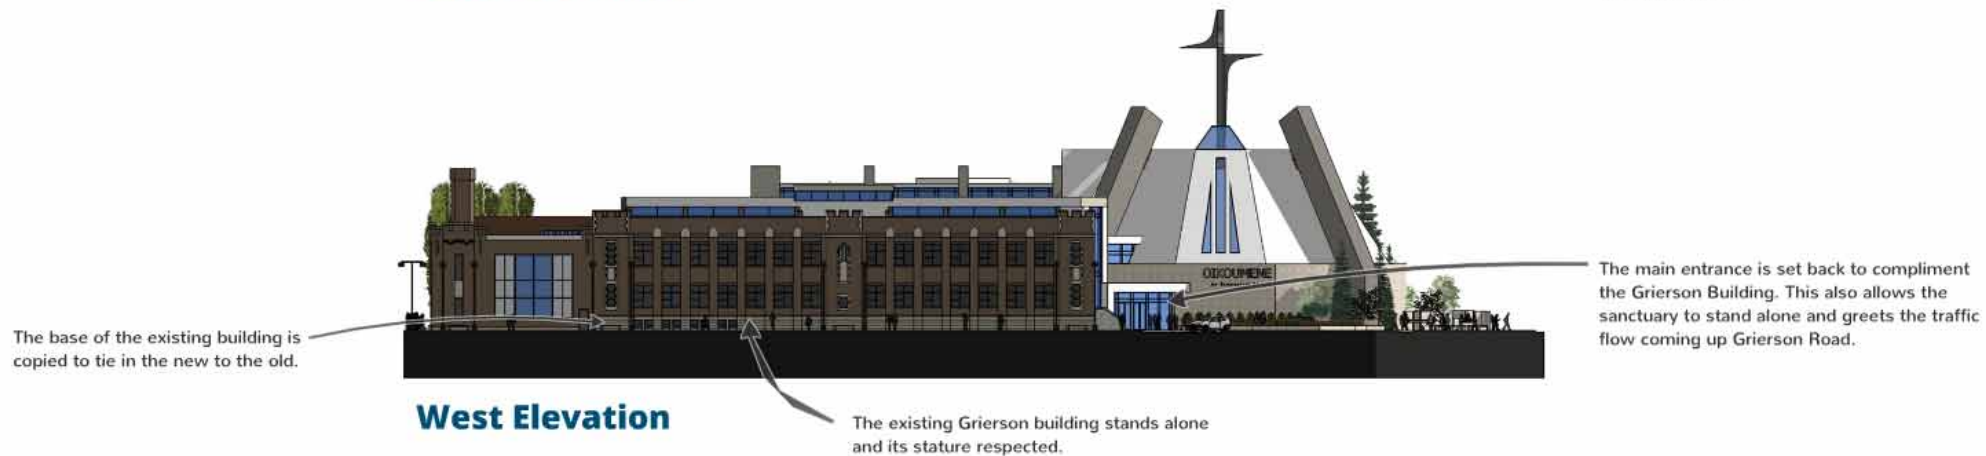 OIKOUMENE
The main entrance is set back to compliment
the Grierson Building. This also allows the
sanctuary to stand alone and greets the traffic
flow coming up Grierson Road.
The base of the existing building is
copied to tie in the new to the old.
West Elevation
The existing Grierson building stands alone
and its stature respected.